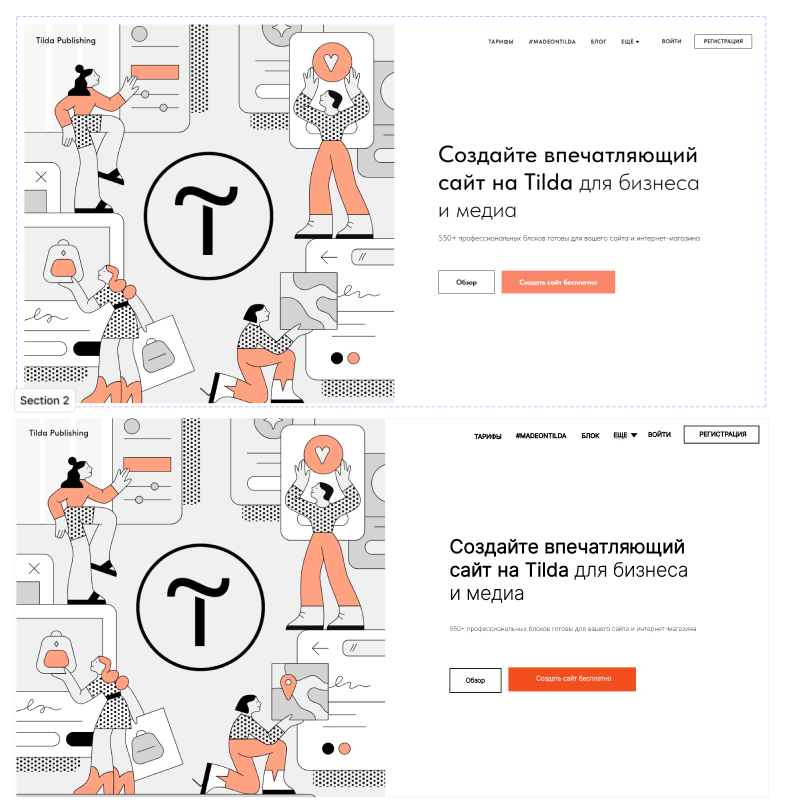 Tilda Publishing
ТАРИФЫ #MADEONTILDA БЛОГ ЕЩЁ ВОЙТИ РЕГИСТРАЦИЯ
Создайте впечатляющий
сайт на Tilda для бизнеса
и медиа
550+ профессиональных блоков готовы для вашего сайта и интернет-магазина
Обзор Создать сайт бесплатно
Section 2
Tilda Publishing
ТАРИФЫ #MADEONTILDA БЛОК ЕЩЕ ВОЙТИ РЕГИСТРАЦИЯ
Создайте впечатляющий
сайт на Tilda для бизнеса
и медиа
550+ профессиональных блоков готовы для вашего сайта и интернет-магазина
Обзор Создать сайт бесплатно